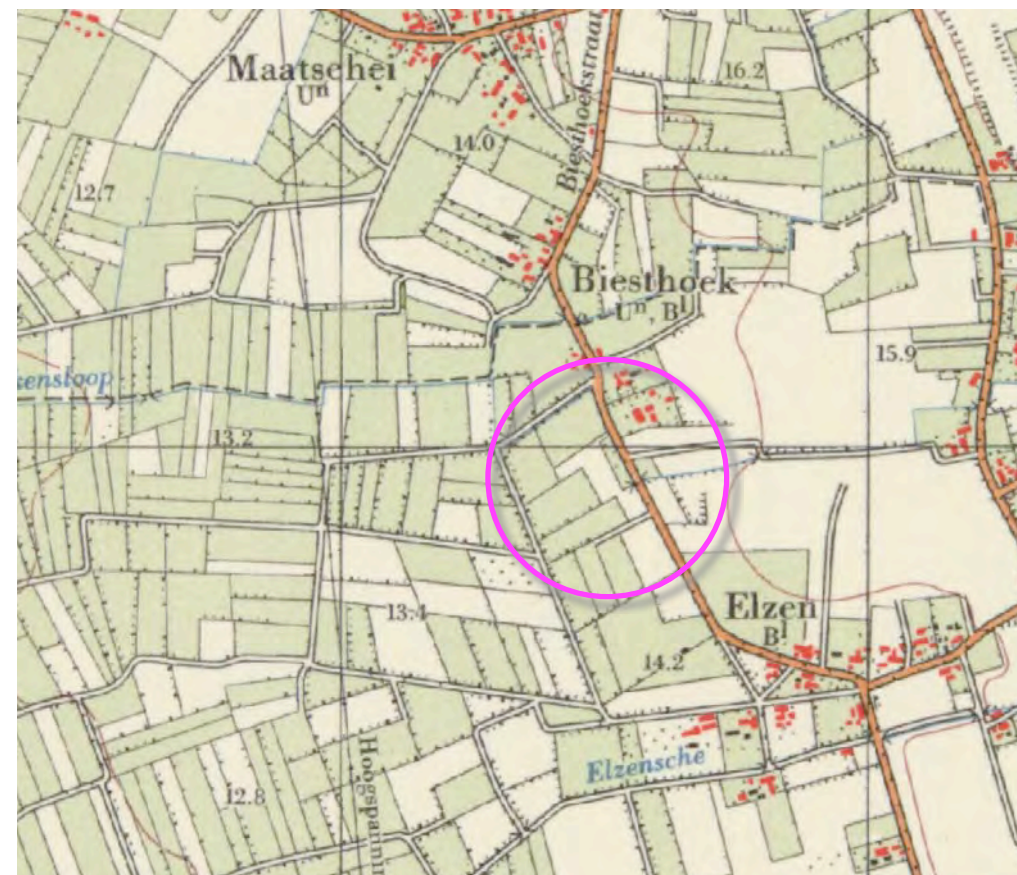 Maatschei
Uⁿ
Biesthoekstraat
16.2
14.0
12.7
Biesthoek
Uⁿ, Bˡ
15.9
13.2
Elzen
Bˡ
13.4
14.2
Elzensche
12.8